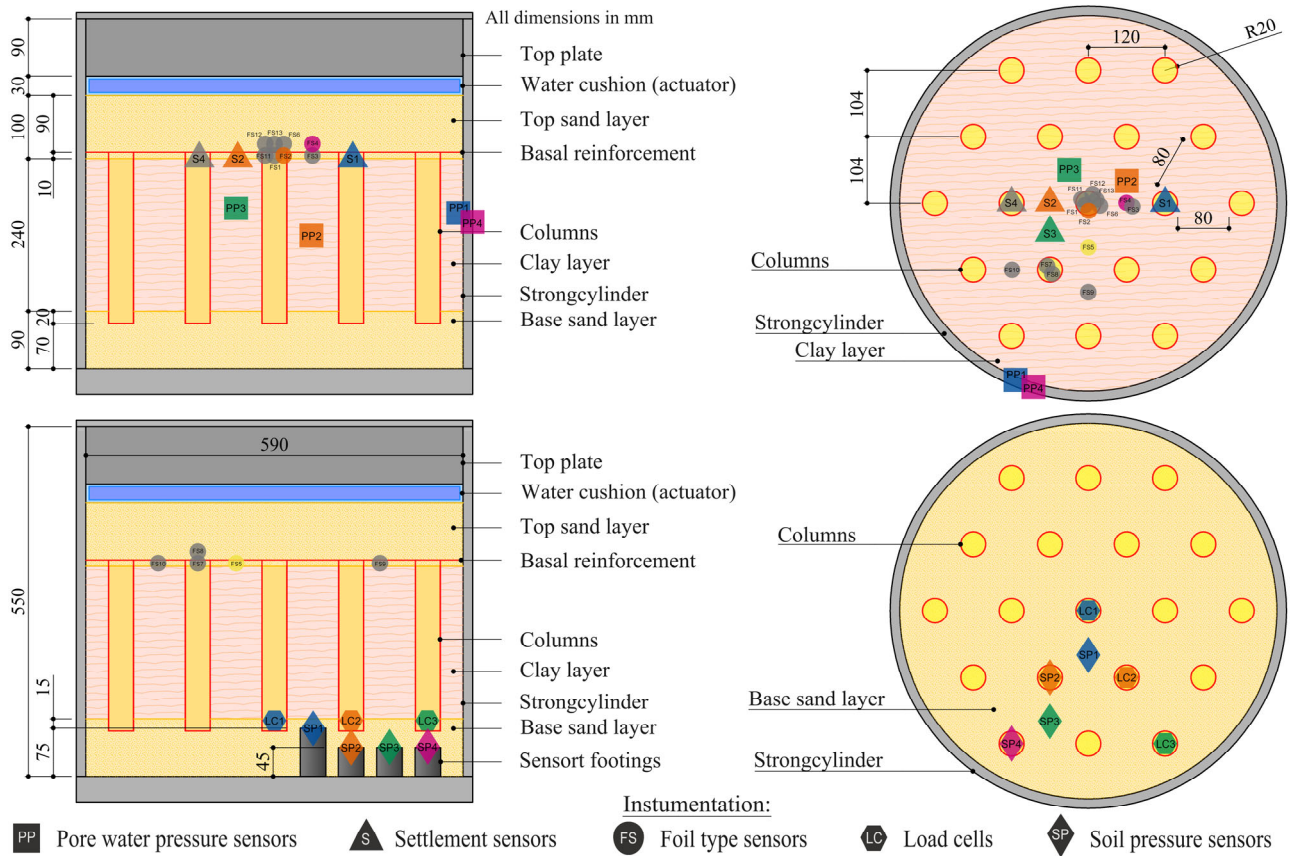 All dimensions in mm
90
30
100
90
10
240
20
90
70
Top plate
Water cushion (actuator)
Top sand layer
Basal reinforcement
Columns
Clay layer
Strongcylinder
Base sand layer
FS12
FS13
FS6
FS4
S4
S2
FS11
FS2
FS3
S1
FS1
PP3
PP2
PP1
PP4
120
R20
104
104
80
80
PP3
PP2
FS12
FS11
FS13
S4
S2
FS1
FS6
FS4
FS3
S1
FS2
S3
FS5
FS10
FS7
FS8
FS9
Columns
Strongcylinder
Clay layer
PP1
PP4
590
550
15
75
45
Top plate
Water cushion (actuator)
Top sand layer
Basal reinforcement
Columns
Clay layer
Strongcylinder
Base sand layer
Sensort footings
FS8
FS10
FS7
FS5
FS9
LC1
SP1
LC2
LC3
SP2
SP3
SP4
Columns
LC1
SP1
SP2
LC2
Base sand layer
SP3
SP4
LC3
Strongcylinder
Instumentation:
PP Pore water pressure sensors
S Settlement sensors
FS Foil type sensors
LC Load cells
SP Soil pressure sensors